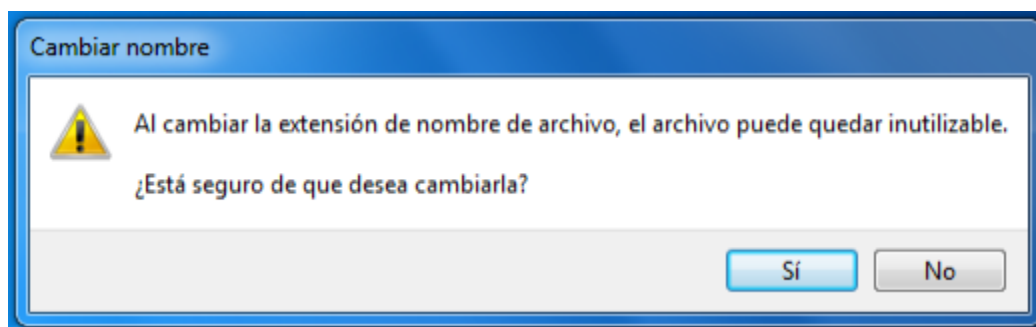 Cambiar nombre
Al cambiar la extensión de nombre de archivo, el archivo puede quedar inutilizable.
¿Está seguro de que desea cambiarla?
Sí
No